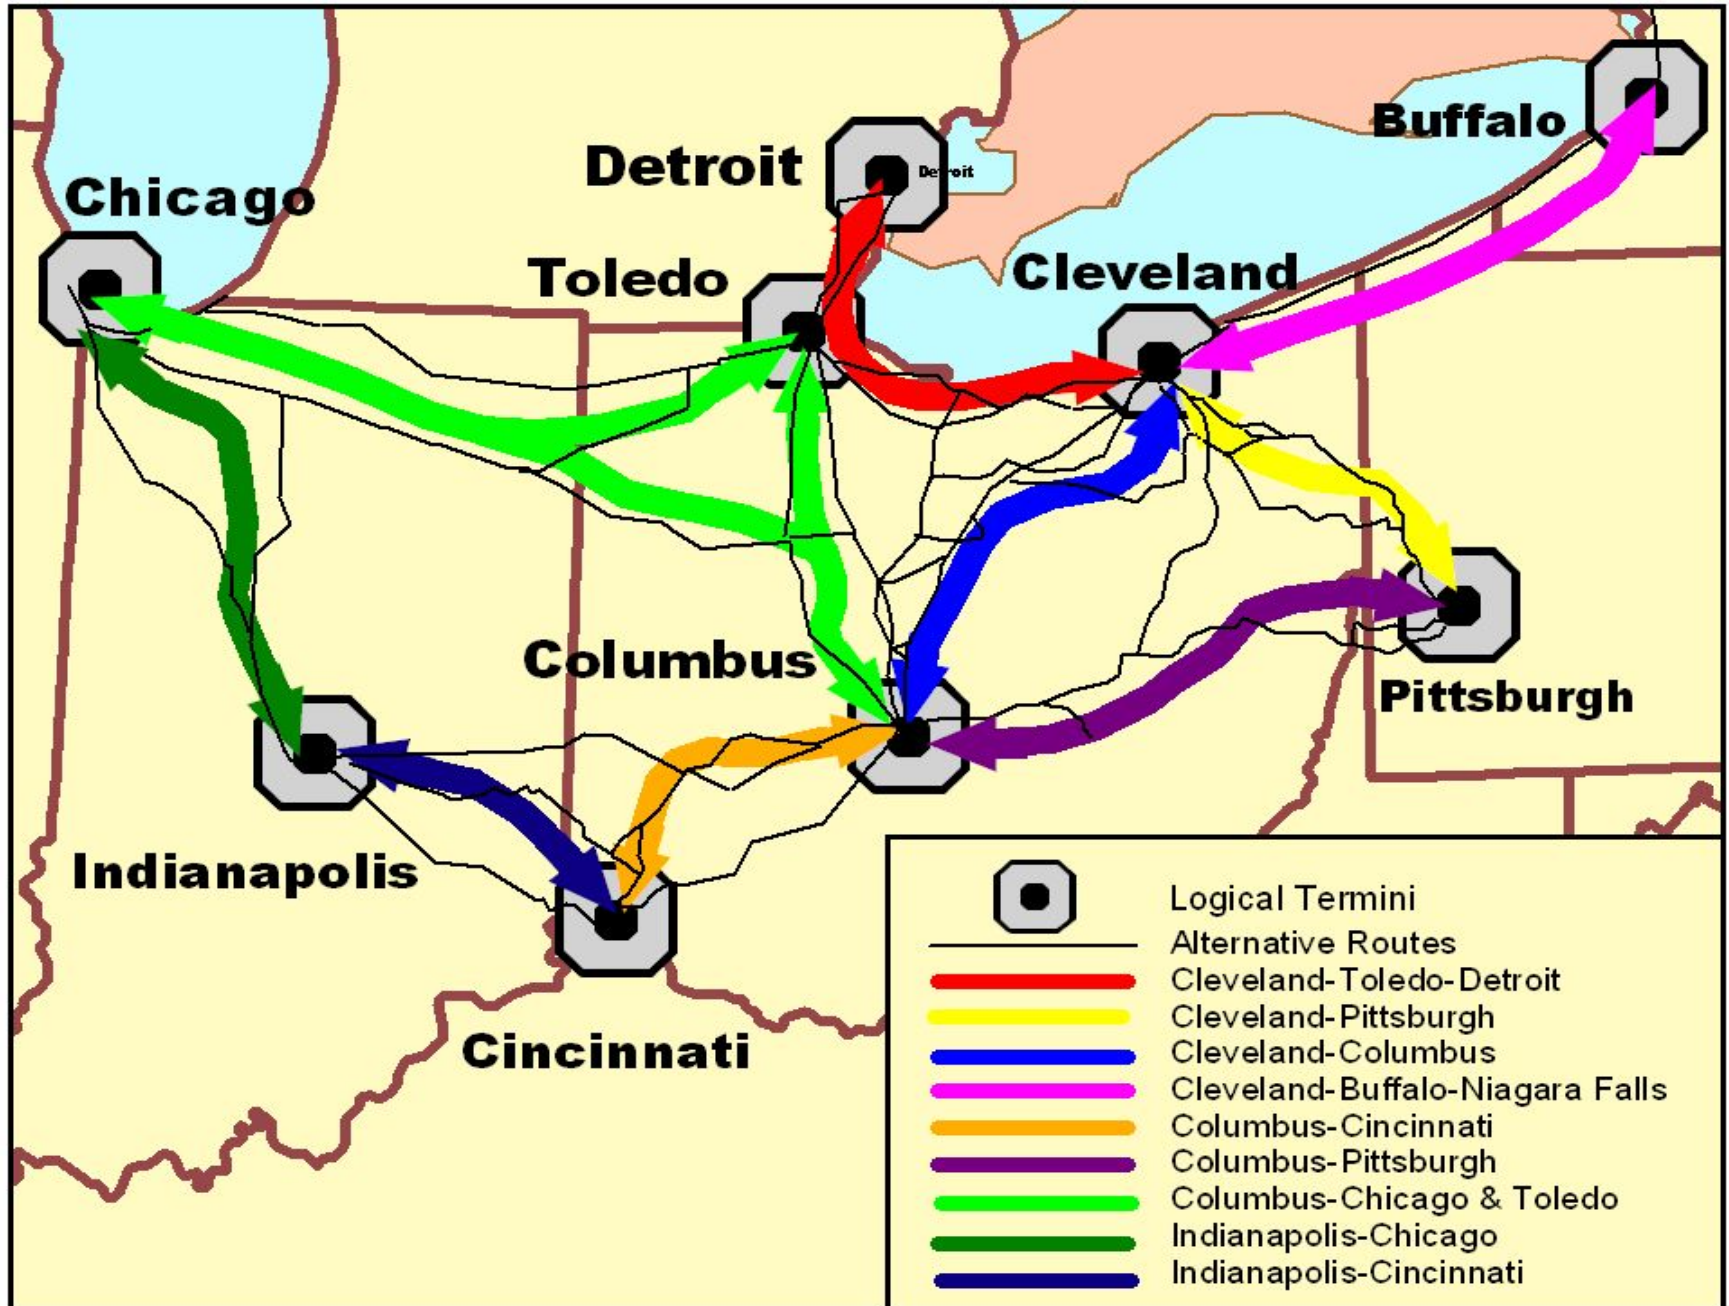 Buffalo
Detroit
Detroit
Chicago
Toledo
Cleveland
Columbus
Pittsburgh
Indianapolis
Cincinnati
Logical Termini
Alternative Routes
Cleveland-Toledo-Detroit
Cleveland-Pittsburgh
Cleveland-Columbus
Cleveland-Buffalo-Niagara Falls
Columbus-Cincinnati
Columbus-Pittsburgh
Columbus-Chicago & Toledo
Indianapolis-Chicago
Indianapolis-Cincinnati